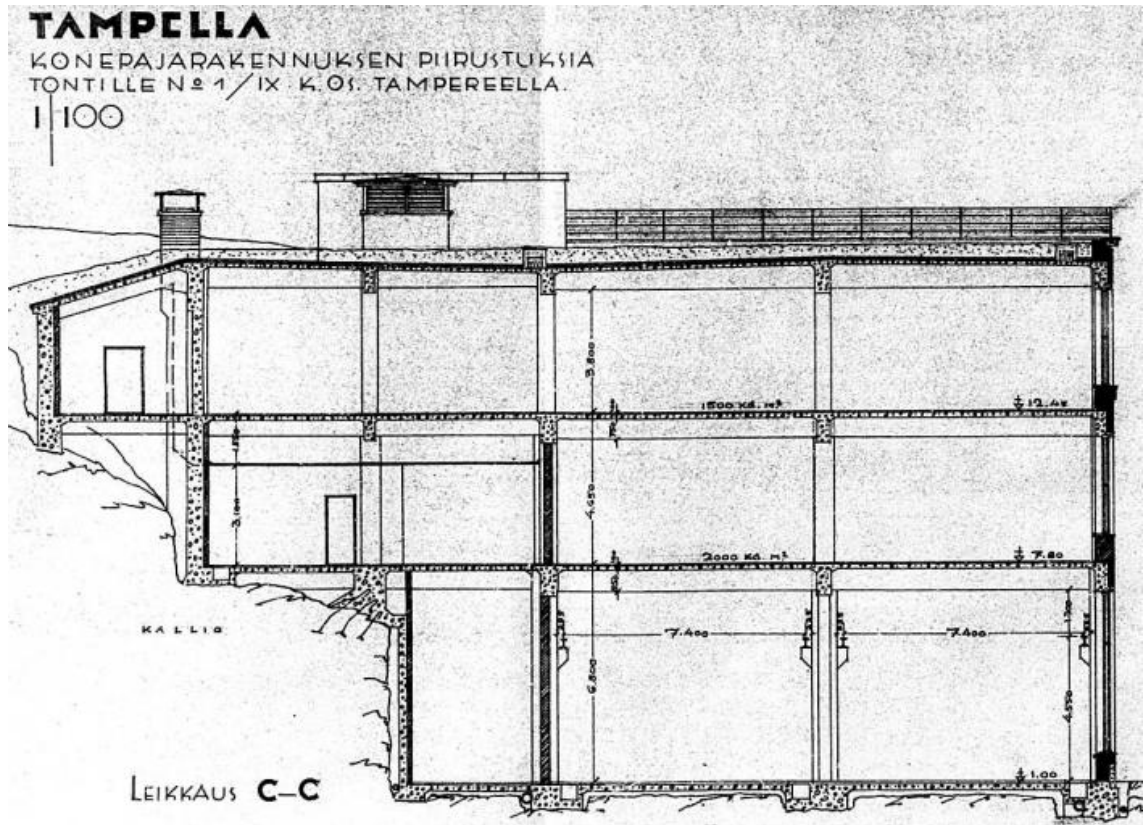 TAMPELLA
KONEPAJARAKENNUKSEN PIIRUSTUKSIA
TONTILLE Nº 1/IX K.OS. TAMPEREELLA.
1|100
3.800
1500 KG. M²
12.45
3.100
4.650
2000 KG. M²
7.80
KALLIO
7.400
7.400
6.800
4.550
1.00
LEIKKAUS C–C